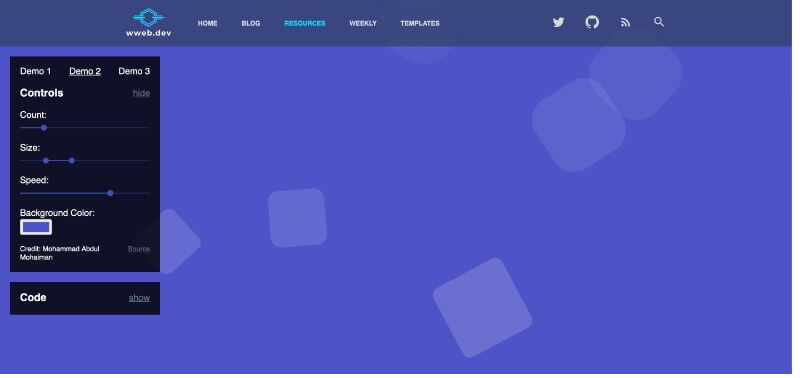 wweb.dev
HOME BLOG RESOURCES WEEKLY TEMPLATES
Demo 1 Demo 2 Demo 3
Controls hide
Count:
Size:
Speed:
Background Color:
Credit: Mohammad Abdul Source
Mohaiman
Code show